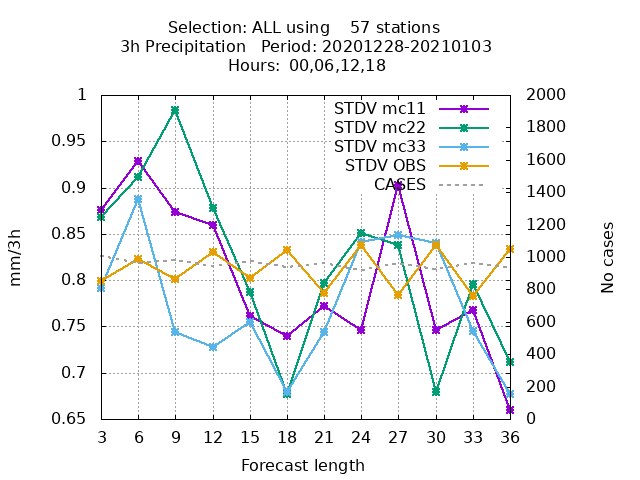 Selection: ALL using    57 stations
3h Precipitation   Period: 20201228-20210103
Hours: 00,06,12,18
STDV mc11
STDV mc22
STDV mc33
STDV OBS
CASES
1
0.95
0.9
0.85
0.8
0.75
0.7
0.65
mm/3h
2000
1800
1600
1400
1200
1000
800
600
400
200
0
No cases
3 6 9 12 15 18 21 24 27 30 33 36
Forecast length